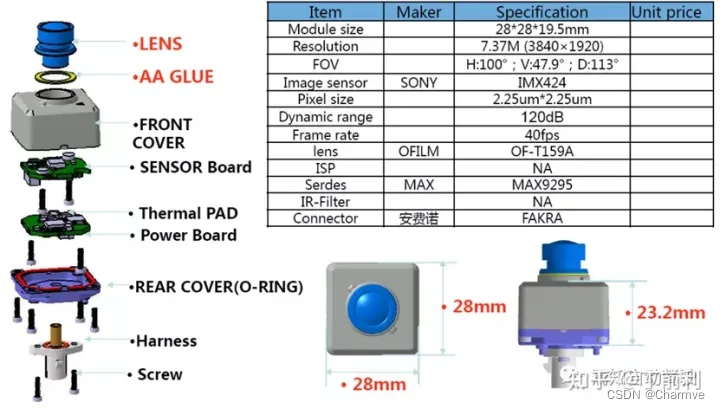 LENS
AA GLUE
FRONT
COVER
SENSOR Board
Thermal PAD
Power Board
REAR COVER(O-RING)
Harness
Screw
Item Maker Specification Unit price
Module size 28*28*19.5mm
Resolution 7.37M (3840×1920)
FOV H:100° ; V:47.9° ; D:113°
Image sensor SONY IMX424
Pixel size 2.25um*2.25um
Dynamic range 120dB
Frame rate 40fps
lens OFILM OF-T159A
ISP NA
Serdes MAX MAX9295
IR-Filter NA
Connector 安费诺 FAKRA
28mm
28mm
23.2mm
CSDN @Charmve